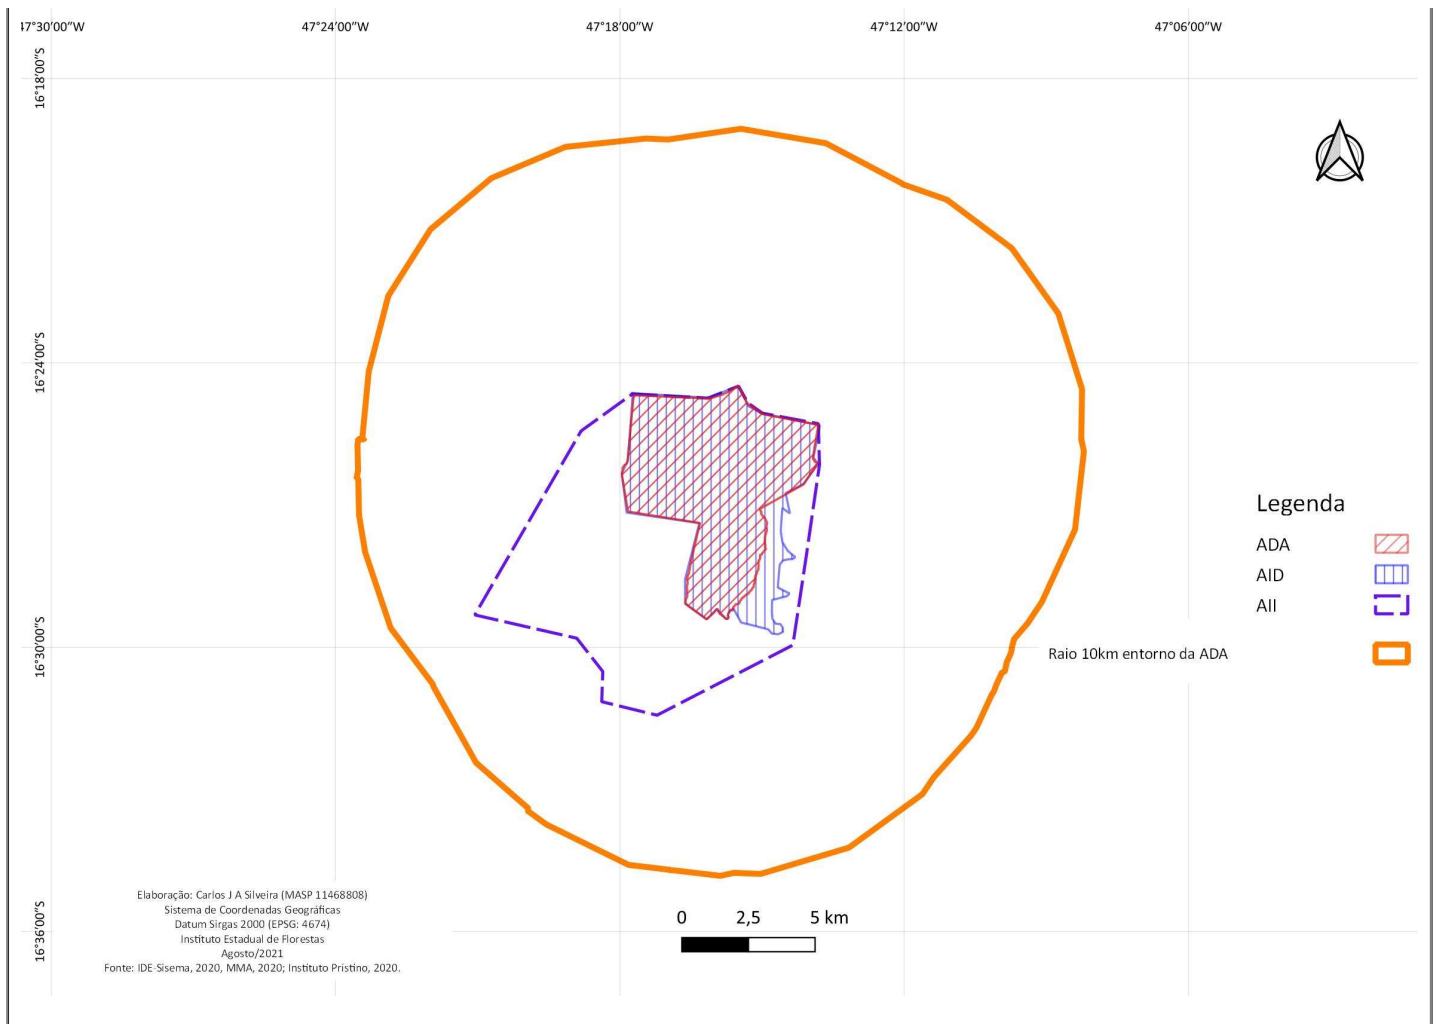 47°30'00"W 47°24'00"W 47°18'00"W 47°12'00"W 47°06'00"W
16°18'00"S
16°24'00"S
16°30'00"S
16°36'00"S
Legenda
ADA
AID
AII
Raio 10km entorno da ADA
0 2,5 5 km
Elaboração: Carlos J A Silveira (MASP 11468808)
Sistema de Coordenadas Geográficas
Datum Sirgas 2000 (EPSG: 4674)
Instituto Estadual de Florestas
Agosto/2021
Fonte: IDE-Sisema, 2020, MMA, 2020; Instituto Prístino, 2020.